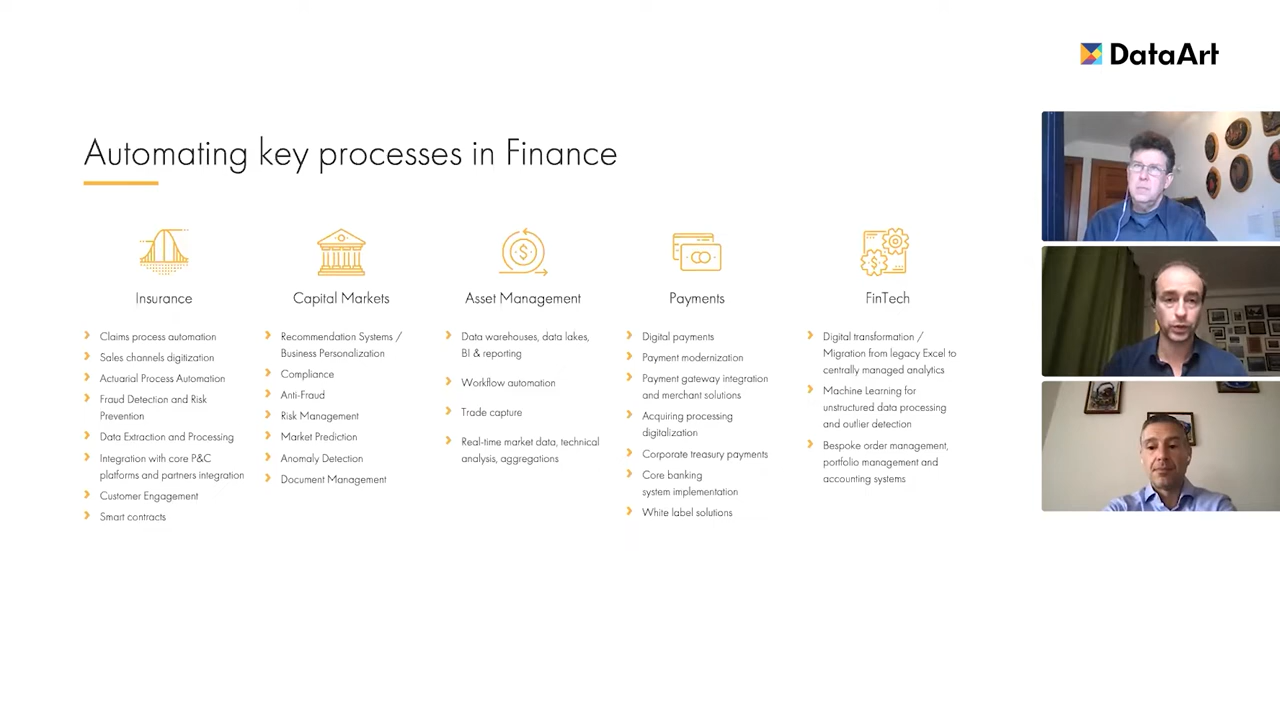 DataArt
Automating key processes in Finance
Insurance
Claims process automation
Sales channels digitization
Actuarial Process Automation
Fraud Detection and Risk
Prevention
Data Extraction and Processing
Integration with core P&C
platforms and partners integration
Customer Engagement
Smart contracts
Capital Markets
Recommendation Systems /
Business Personalization
Compliance
Anti-Fraud
Risk Management
Market Prediction
Anomaly Detection
Document Management
Asset Management
Data warehouses, data lakes,
BI & reporting
Workflow automation
Trade capture
Real-time market data, technical
analysis, aggregations
Payments
Digital payments
Payment modernization
Payment gateway integration
and merchant solutions
Acquiring processing
digitalization
Corporate treasury payments
Core banking
system implementation
White label solutions
FinTech
Digital transformation /
Migration from legacy Excel to
centrally managed analytics
Machine Learning for
unstructured data processing
and outlier detection
Bespoke order management,
portfolio management and
accounting systems